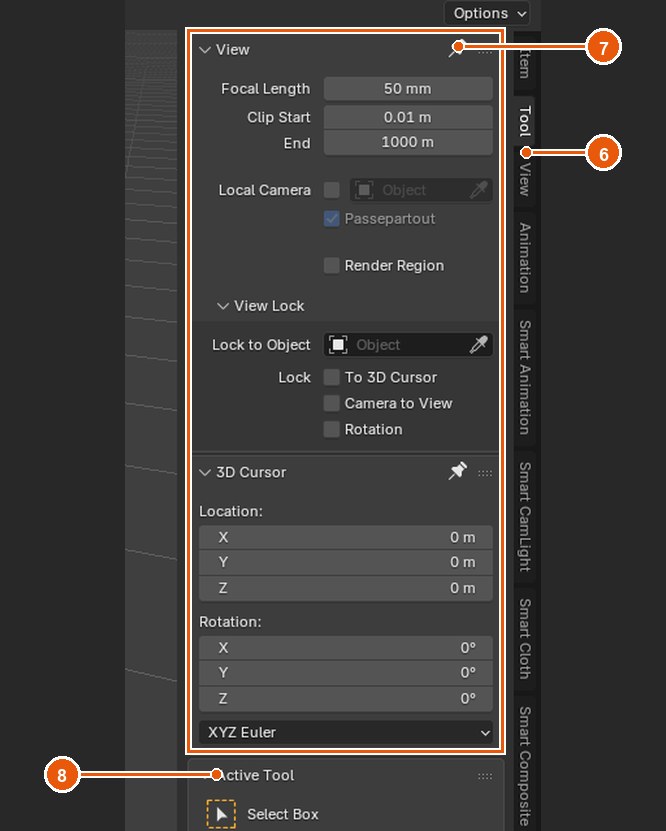 Options
View
7
Item
Focal Length 50 mm
Clip Start 0.01 m
End 1000 m
Tool
6
View
Local Camera Object
Passepartout
Animation
Render Region
View Lock
Lock to Object Object
Smart Animation
Lock To 3D Cursor
Camera to View
Rotation
3D Cursor
Smart CamLight
Location:
X 0 m
Y 0 m
Z 0 m
Smart Cloth
Rotation:
X 0°
Y 0°
Z 0°
XYZ Euler
Smart Composite
8
Active Tool
Select Box